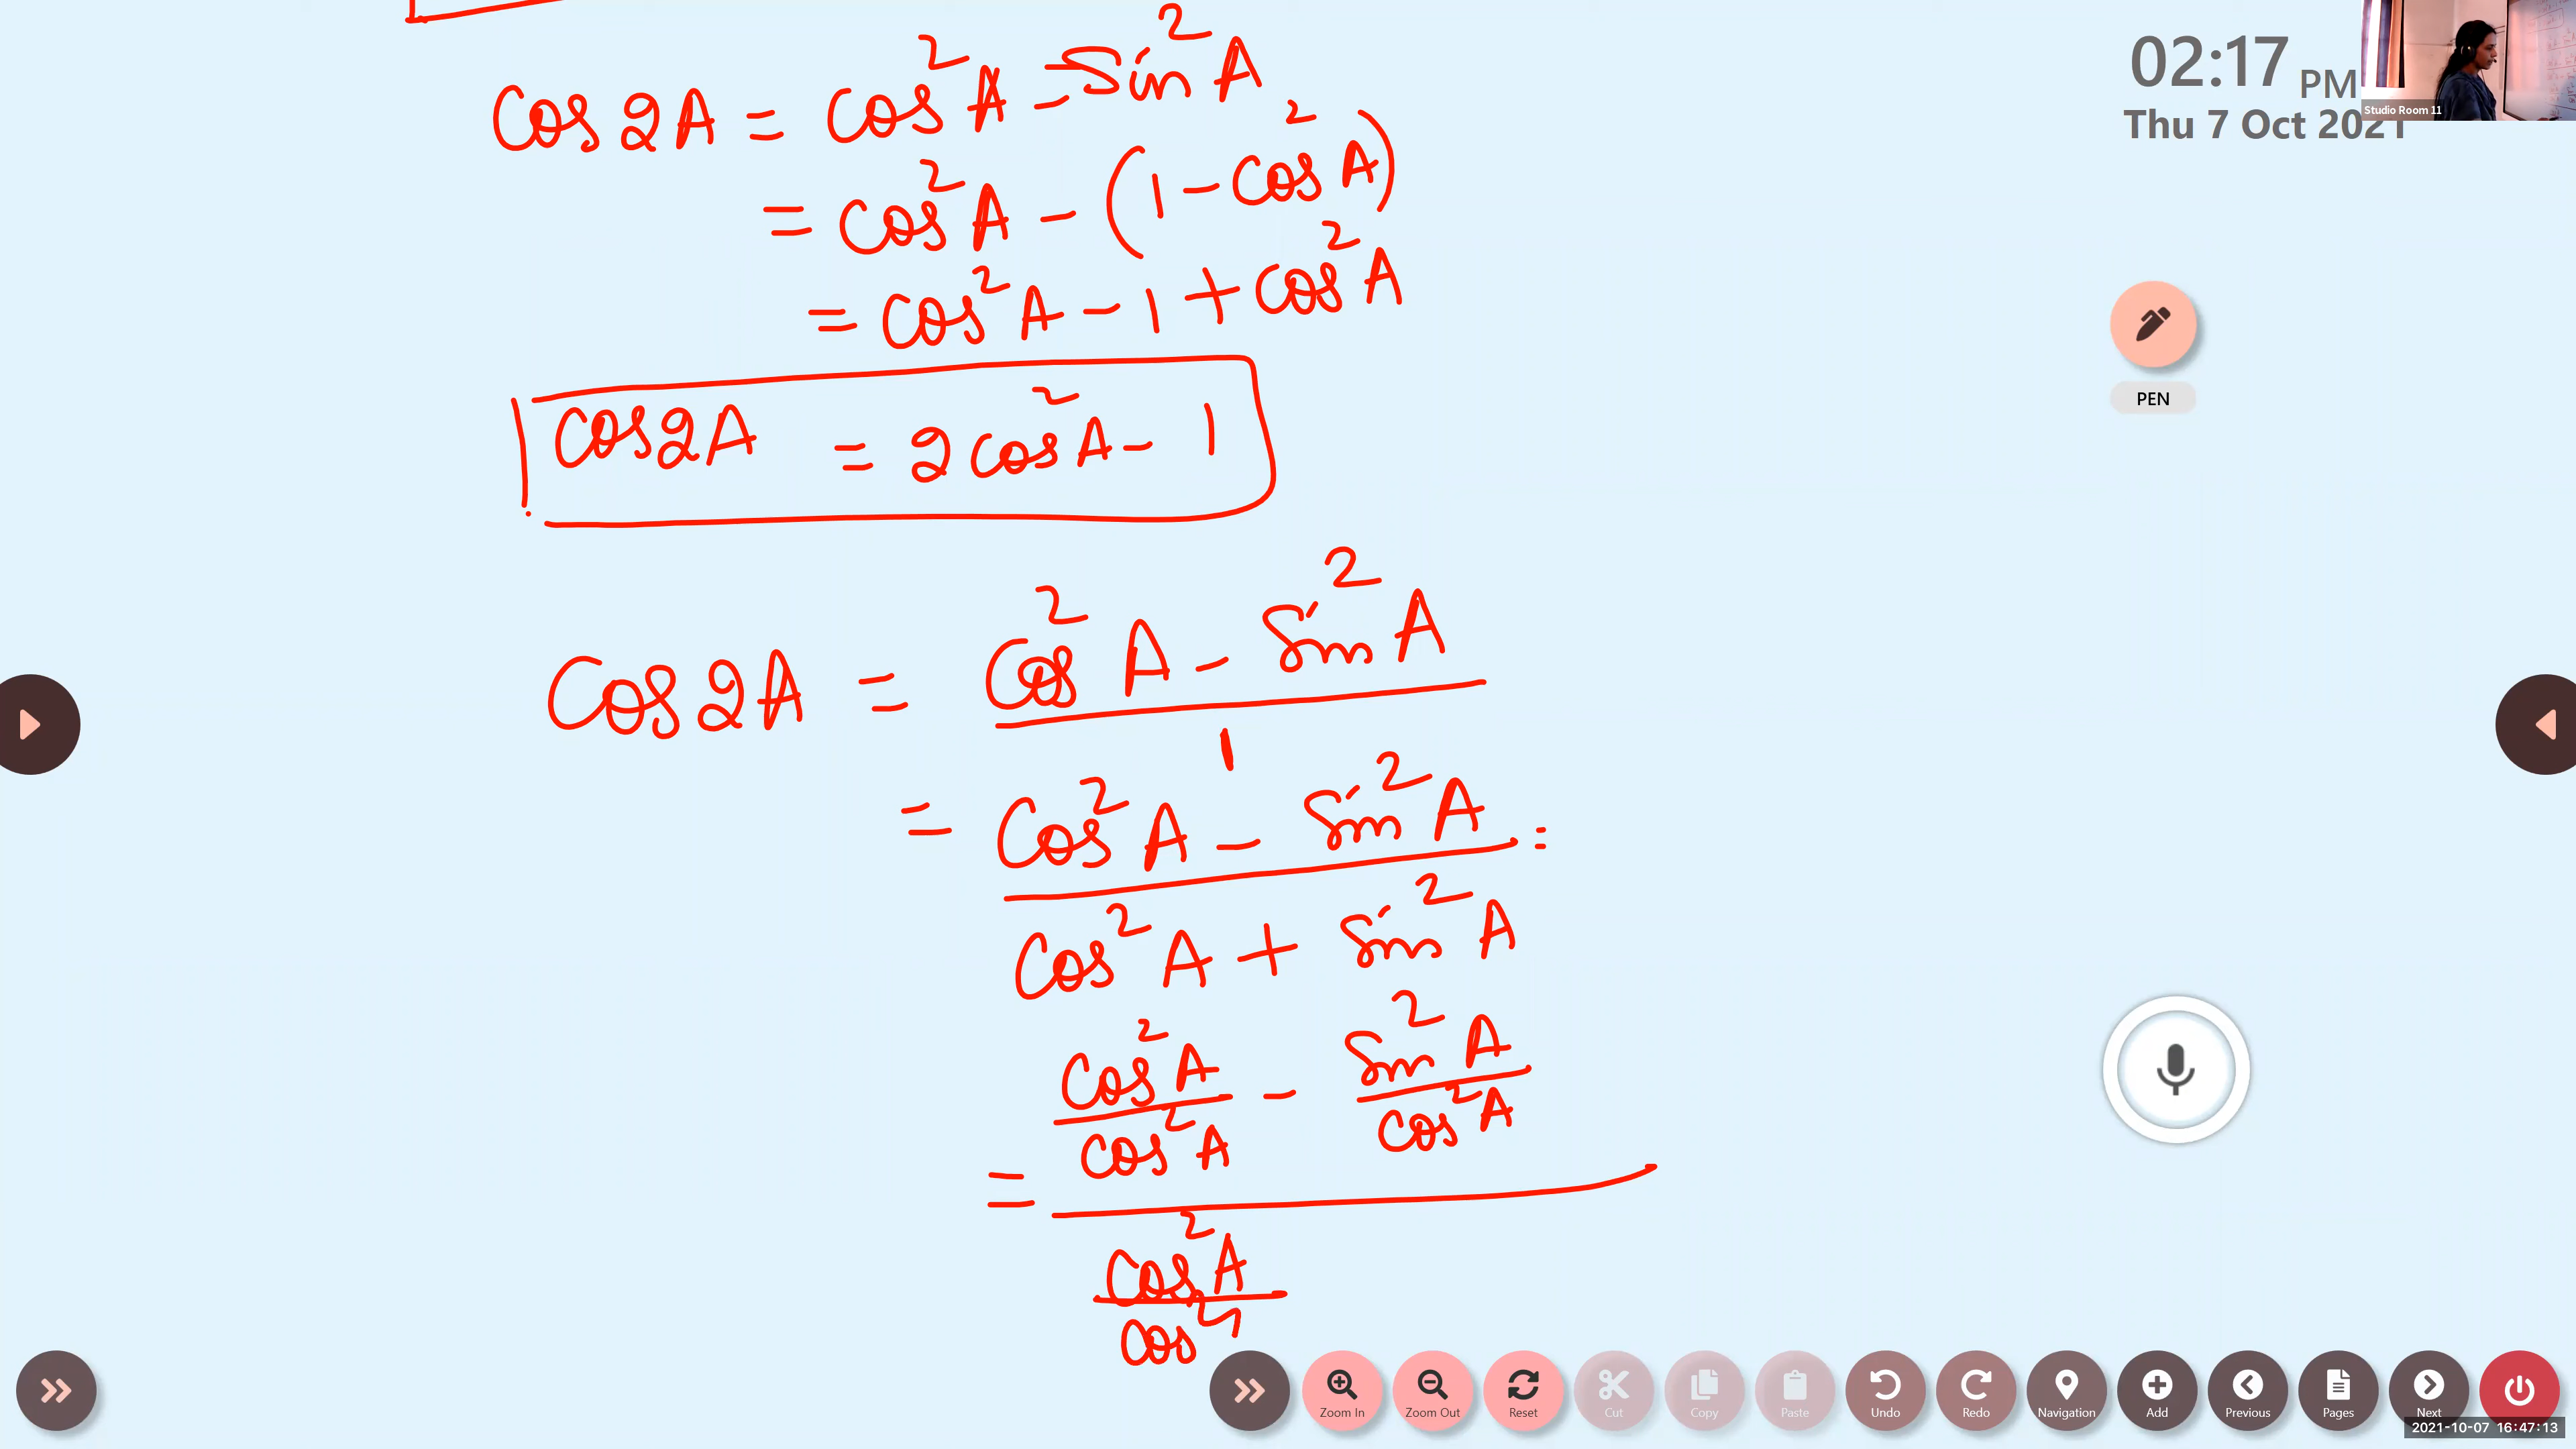 02:17 PM
Thu 7 Oct 2021
Studio Room 11
Cos 2A = cos²A - Sin²A
= cos²A - (1 - cos²A)
= cos²A - 1 + cos²A
cos2A = 2 cos²A - 1
PEN
Cos 2A = Cos²A - Sin²A
1
= Cos²A - Sin²A =
Cos²A + Sin²A
Cos²A - Sin²A
cos²A cos²A
=
Cos²A
cos²
Zoom In Zoom Out Reset Cut Copy Paste Undo Redo Navigation Add Previous Pages Next
2021-10-07 16:47:13